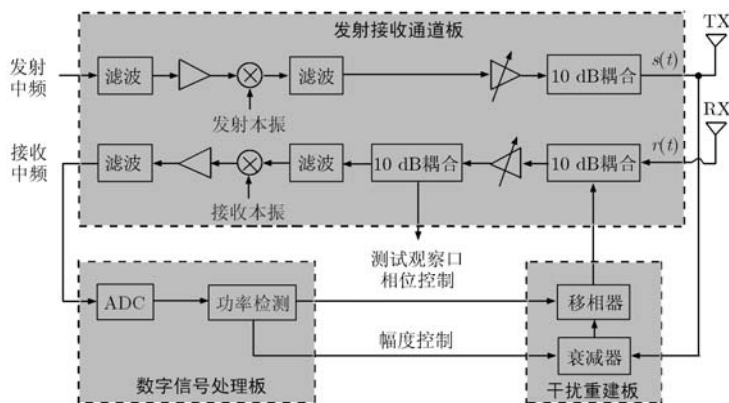 发射接收通道板
TX
发射中频
滤波
滤波
10 dB耦合
s(t)
发射本振
RX
接收中频
滤波
滤波
10 dB耦合
10 dB耦合
r(t)
接收本振
测试观察口
相位控制
ADC
功率检测
移相器
幅度控制
衰减器
数字信号处理板
干扰重建板